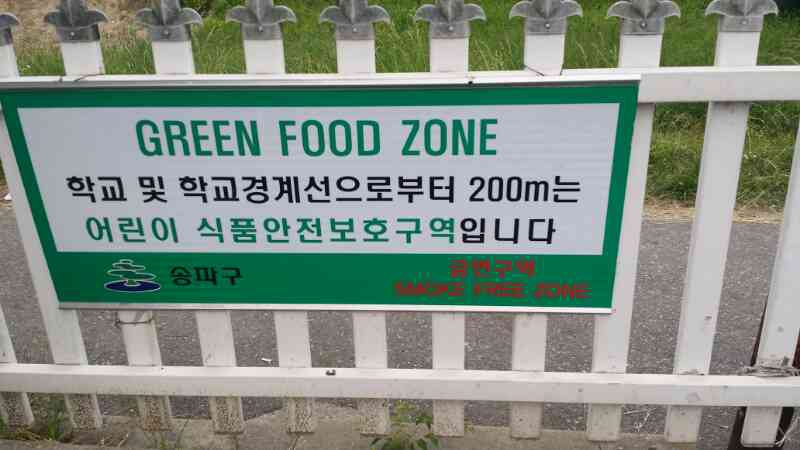 GREEN FOOD ZONE
학교 및 학교경계선으로부터 200m는
어린이 식품안전보호구역입니다
송파구
금연구역
SMOKE FREE ZONE